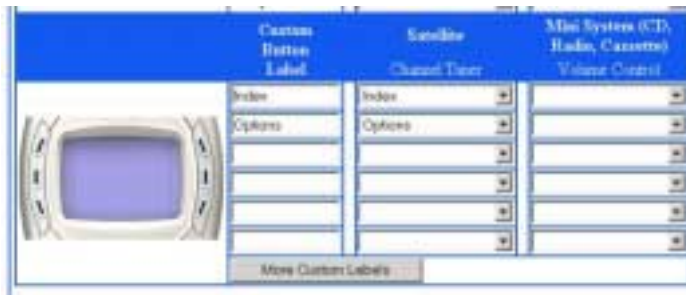 Custom
Button
Label
Satellite
Channel Tuner
Mini System (CD,
Radio, Cassette)
Volume Control
Index
Index
Options
Options
More Custom Labels